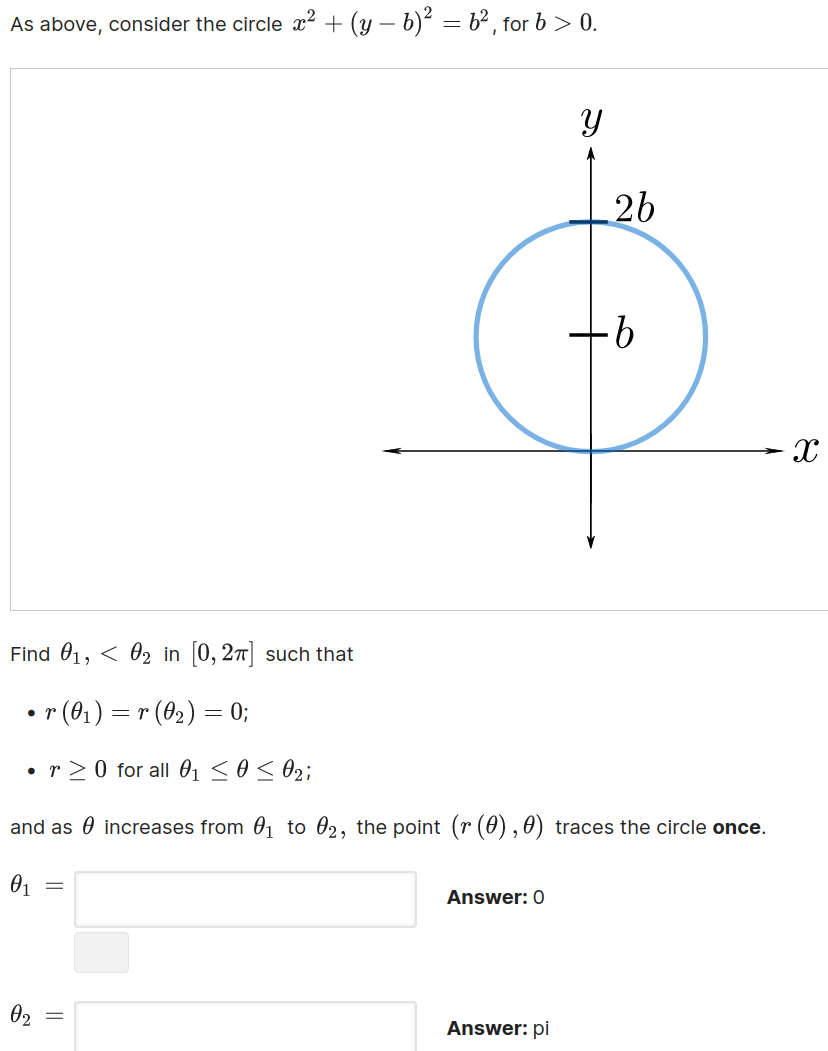 As above, consider the circle x² + (y − b)² = b², for b > 0.
y
2b
b
x
Find θ₁, < θ₂ in [0, 2π] such that
• r (θ₁) = r (θ₂) = 0;
• r ≥ 0 for all θ₁ ≤ θ ≤ θ₂;
and as θ increases from θ₁ to θ₂, the point (r (θ) , θ) traces the circle once.
θ₁ = Answer: 0
θ₂ = Answer: pi